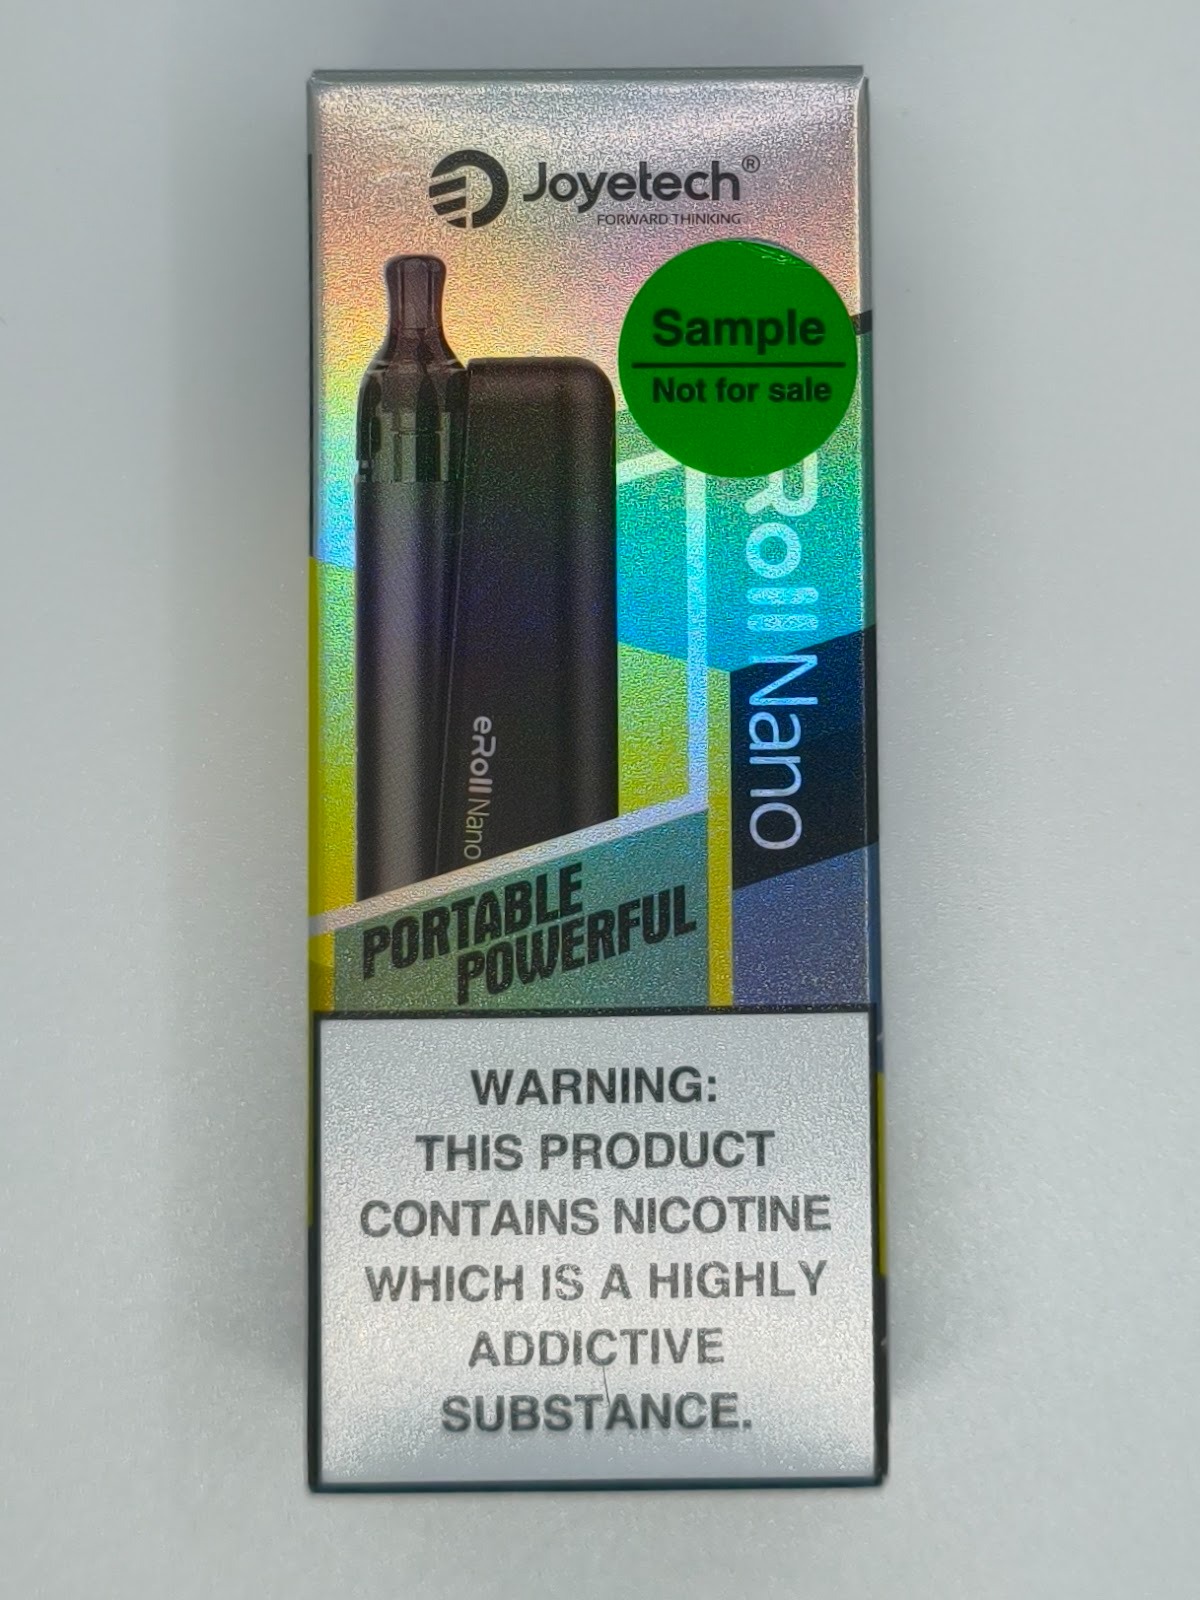 Joyetech®
FORWARD THINKING
Sample
Not for sale
Roll Nano
eRoll Nano
PORTABLE
POWERFUL
WARNING:
THIS PRODUCT
CONTAINS NICOTINE
WHICH IS A HIGHLY
ADDICTIVE
SUBSTANCE.